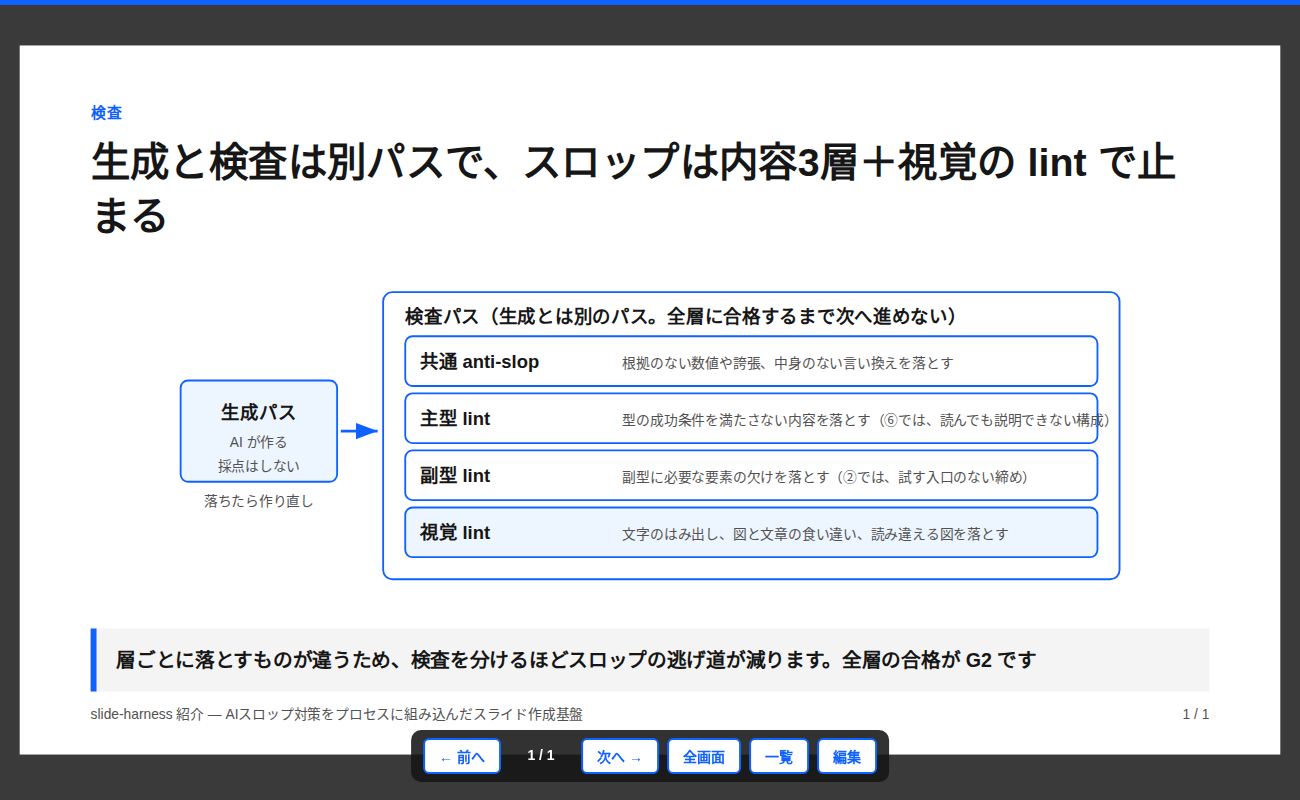 検査
生成と検査は別パスで、スロップは内容3層＋視覚の lint で止
まる
検査パス（生成とは別のパス。全層に合格するまで次へ進めない）
共通 anti-slop 根拠のない数値や誇張、中身のない言い換えを落とす
主型 lint 型の成功条件を満たさない内容を落とす（⑥では、読んでも説明できない構成）
副型 lint 副型に必要な要素の欠けを落とす（②では、試す入口のない締め）
視覚 lint 文字のはみ出し、図と文章の食い違い、読み違える図を落とす
生成パス
AI が作る
採点はしない
落ちたら作り直し
層ごとに落とすものが違うため、検査を分けるほどスロップの逃げ道が減ります。全層の合格が G2 です
slide-harness 紹介 — AIスロップ対策をプロセスに組み込んだスライド作成基盤
1 / 1
← 前へ 1 / 1 次へ → 全画面 一覧 編集